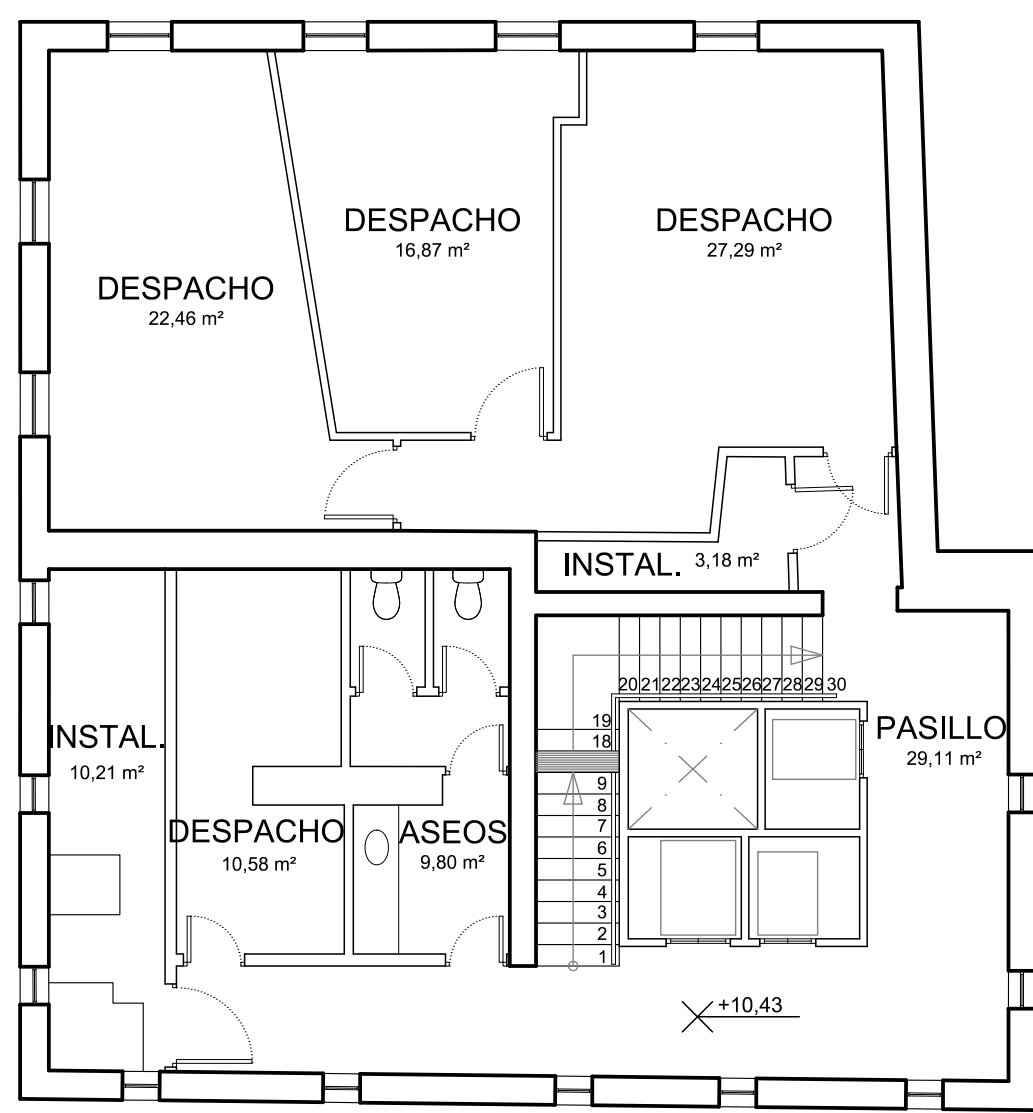 DESPACHO
16,87 m²
DESPACHO
27,29 m²
DESPACHO
22,46 m²
INSTAL. 3,18 m²
20 21 22 23 24 25 26 27 28 29 30
19
18
9
8
7
6
5
4
3
2
1
PASILLO
29,11 m²
INSTAL.
10,21 m²
DESPACHO
10,58 m²
ASEOS
9,80 m²
+10,43